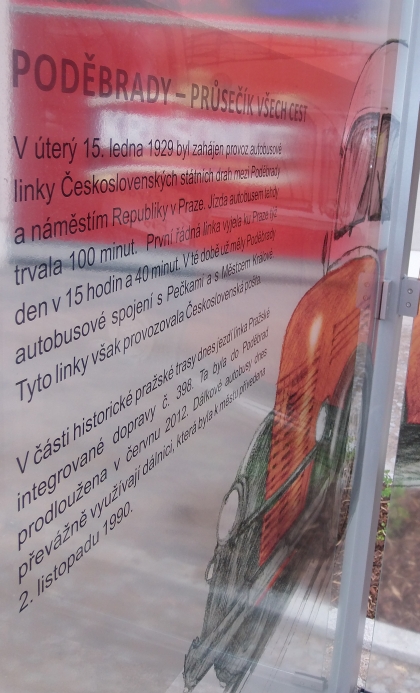 PODĚBRADY – PRŮSEČÍK VŠECH CEST
V úterý 15. ledna 1929 byl zahájen provoz autobusové
linky Československých státních drah mezi Poděbrady
a náměstím Republiky v Praze. Jízda autobusem tehdy
trvala 100 minut. První řádná linka vyjela ku Praze týž
den v 15 hodin a 40 minut. V té době už měly Poděbrady
autobusové spojení s Pečkami a s Městcem Králové.
Tyto linky však provozovala Československá pošta.
V části historické pražské trasy dnes jezdí linka Pražské
integrované dopravy č. 398. Ta byla do Poděbrad
prodloužena v červnu 2012. Dálkové autobusy dnes
převážně využívají dálnici, která byla k městu přivedena
2. listopadu 1990.